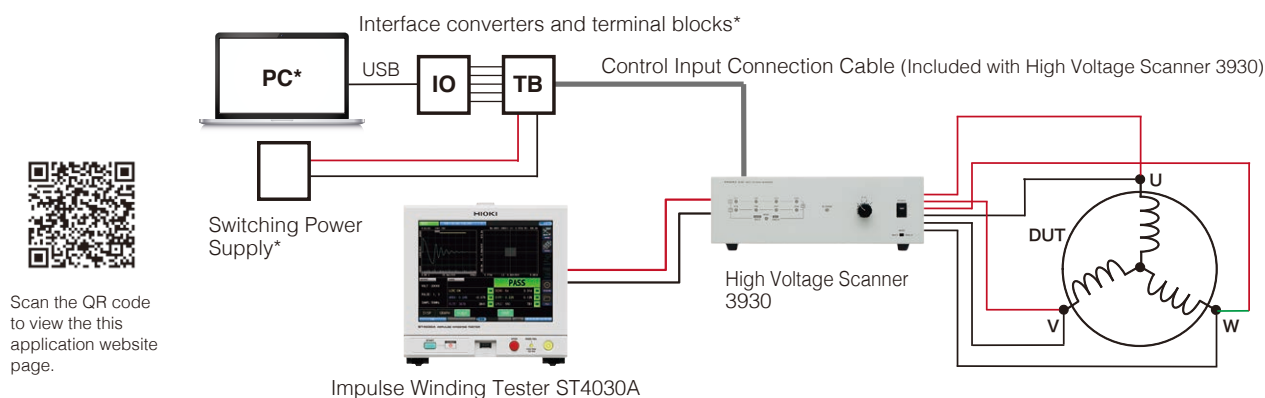 Interface converters and terminal blocks*
PC*
USB
IO
TB
Control Input Connection Cable (Included with High Voltage Scanner 3930)
Switching Power
Supply*
HIOKI
PASS
U
DUT
V
W
High Voltage Scanner
3930
Scan the QR code
to view the this
application website
page.
Impulse Winding Tester ST4030A